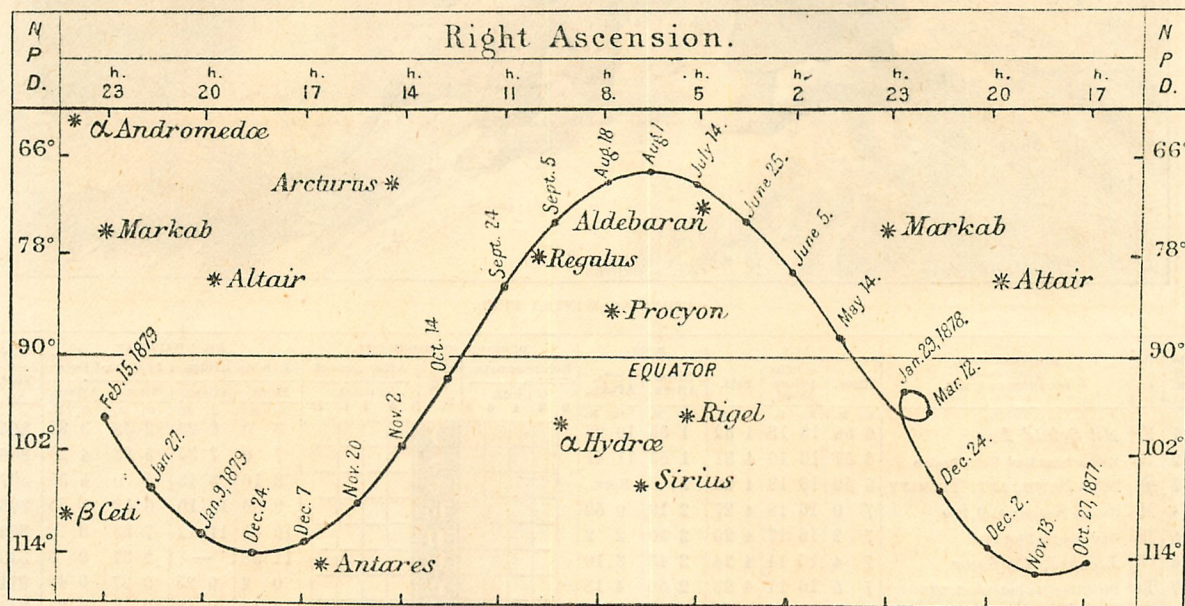 Right Ascension.
N P D.
N P D.
h. h. h. h. h. h. h. h. h. h. h.
23 20 17 14 11 8. 5 2 23 20 17
α Andromedœ
66°
66°
Arcturius
Aug 18
Aug 7
July 14.
Sept. 5
June 25.
Aldebaran
Markab
Markab
Sept. 24
Regulus
June 5.
78°
78°
Altair
Altair
Procyon
May 14.
Oct. 14
90°
90°
EQUATOR
Jan. 29, 1878.
Mar. 12.
Feb. 15, 1879
Rigel
Nov. 2
α Hydrœ
102°
102°
Jan. 27.
Sirius
Dec. 24.
Nov. 20
β Ceti
Jan. 9, 1879
Dec. 24
Dec. 7
Dec. 2.
Nov. 13.
Oct. 27, 1877.
114°
114°
Antares